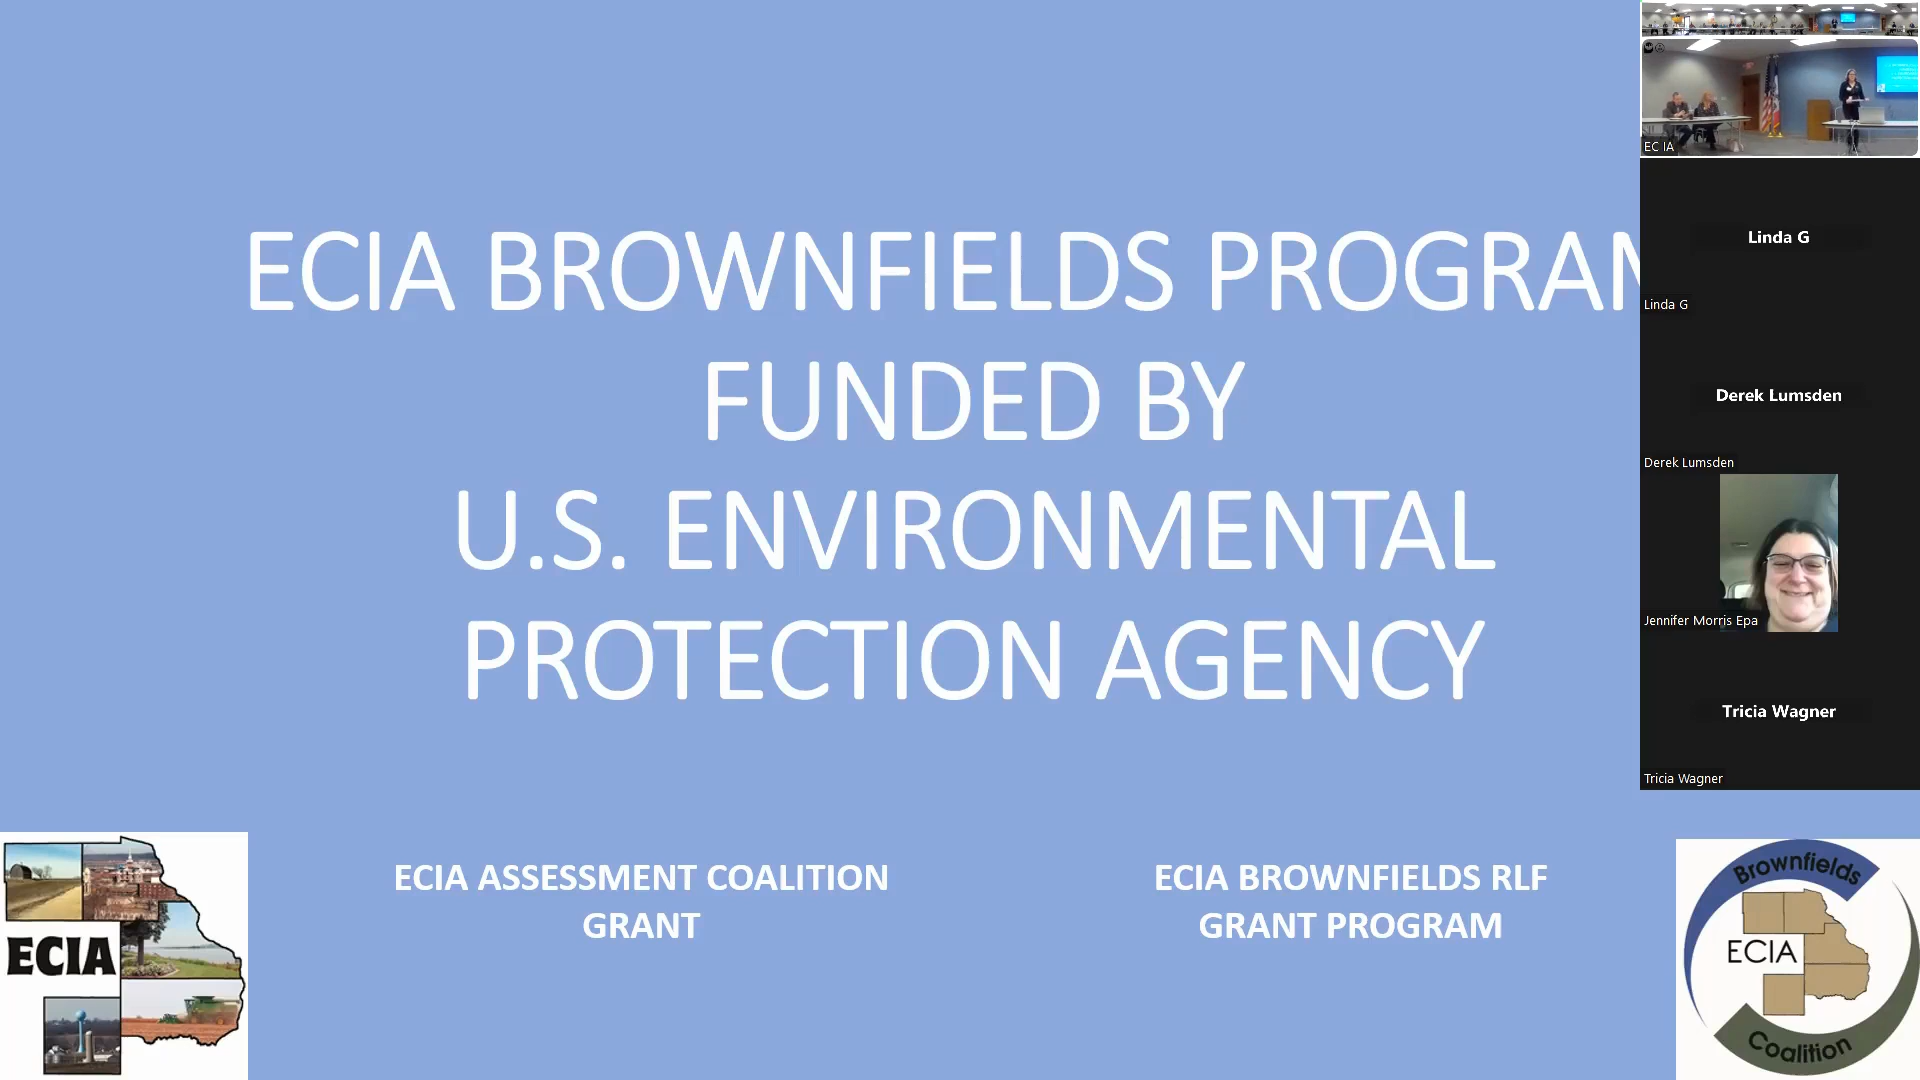 ECIA BROWNFIELDS PROGRAM
FUNDED BY
U.S. ENVIRONMENTAL
PROTECTION AGENCY
ECIA ASSESSMENT COALITION
GRANT
ECIA BROWNFIELDS RLF
GRANT PROGRAM
ECIA
Brownfields
ECIA
Coalition
EC IA
Linda G
Linda G
Derek Lumsden
Derek Lumsden
Jennifer Morris Epa
Tricia Wagner
Tricia Wagner